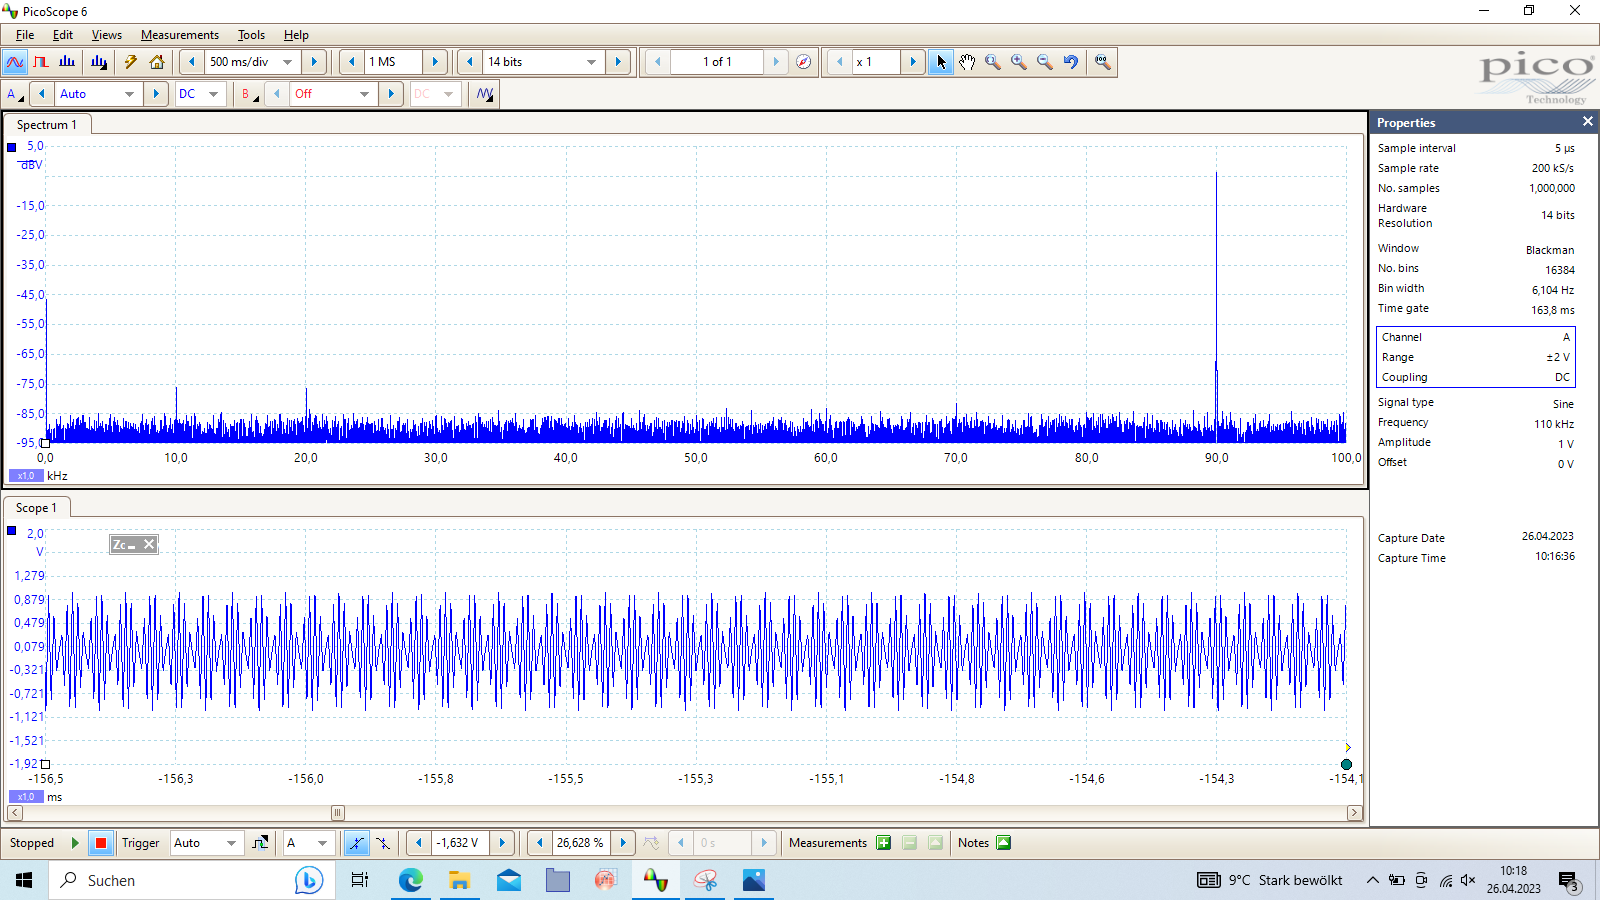 PicoScope 6
File Edit Views Measurements Tools Help
500 ms/div 1 MS 14 bits 1 of 1 x 1
pico
Technology
A Auto DC B Off DC
Spectrum 1
5,0
dBV
-15,0
-25,0
-35,0
-45,0
-55,0
-65,0
-75,0
-85,0
-95,0
0,0 10,0 20,0 30,0 40,0 50,0 60,0 70,0 80,0 90,0 100,0
x1,0 kHz
Scope 1
2,0
V
Zc
1,279
0,879
0,479
0,079
-0,321
-0,721
-1,121
-1,521
-1,921
-156,5 -156,3 -156,0 -155,8 -155,5 -155,3 -155,1 -154,8 -154,6 -154,3 -154,1
x1,0 ms
Properties
Sample interval 5 µs
Sample rate 200 kS/s
No. samples 1,000,000
Hardware
Resolution 14 bits
Window Blackman
No. bins 16384
Bin width 6,104 Hz
Time gate 163,8 ms
Channel A
Range ±2 V
Coupling DC
Signal type Sine
Frequency 110 kHz
Amplitude 1 V
Offset 0 V
Capture Date 26.04.2023
Capture Time 10:16:36
Stopped Trigger Auto A -1,632 V 26,628 % 0 s Measurements Notes
Suchen
9°C Stark bewölkt
10:18
26.04.2023
3